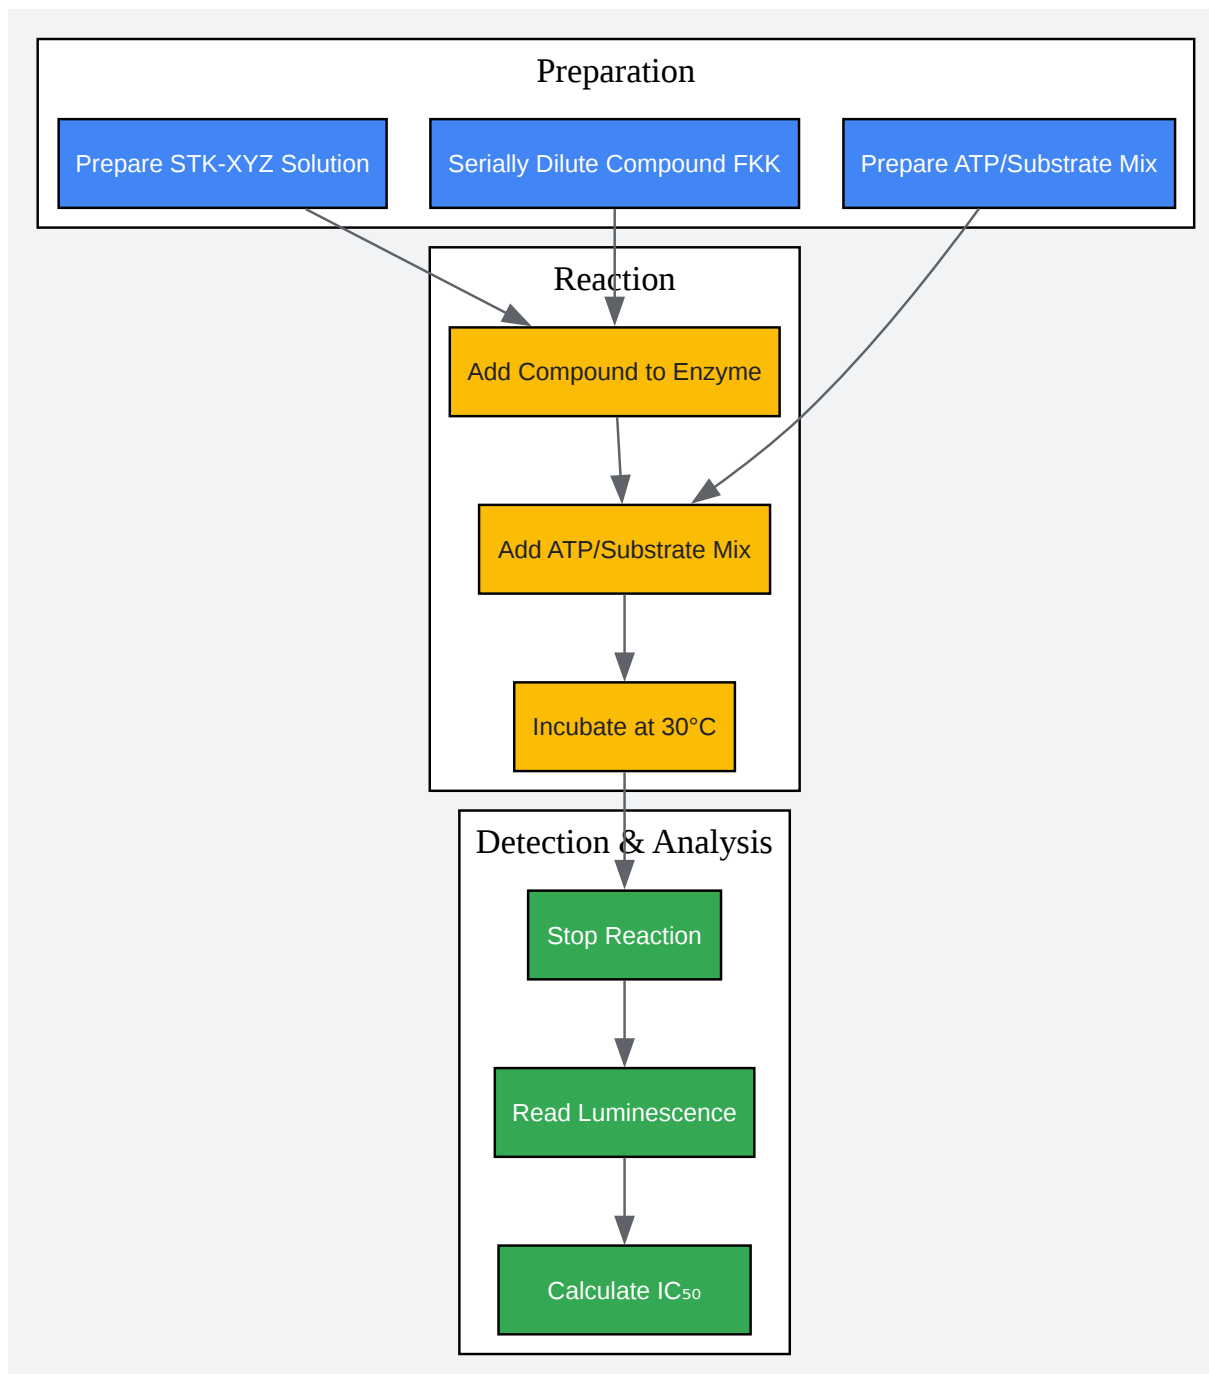 Preparation
Prepare STK-XYZ Solution
Serially Dilute Compound FKK
Prepare ATP/Substrate Mix
Reaction
Add Compound to Enzyme
Add ATP/Substrate Mix
Incubate at 30°C
Detection & Analysis
Stop Reaction
Read Luminescence
Calculate IC₅₀